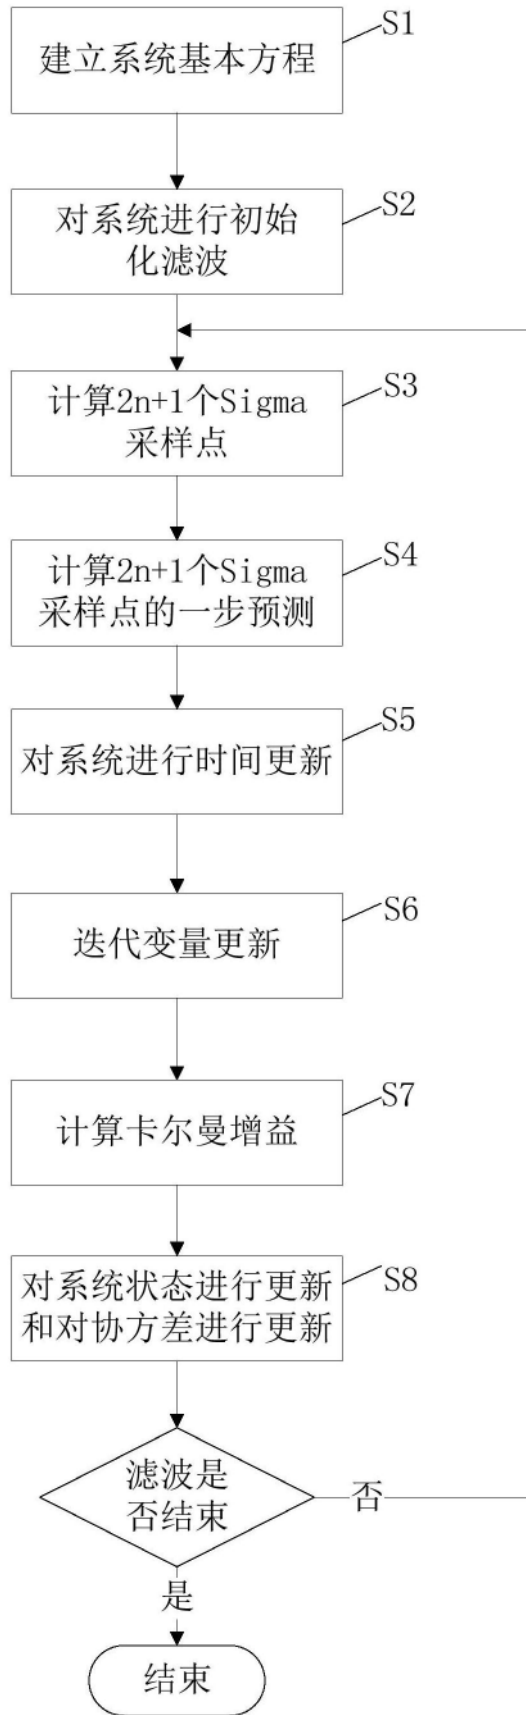 S1
建立系统基本方程
S2
对系统进行初始
化滤波
S3
计算2n+1个Sigma
采样点
S4
计算2n+1个Sigma
采样点的一步预测
S5
对系统进行时间更新
S6
迭代变量更新
S7
计算卡尔曼增益
S8
对系统状态进行更新
和对协方差进行更新
滤波是
否结束
否
是
结束